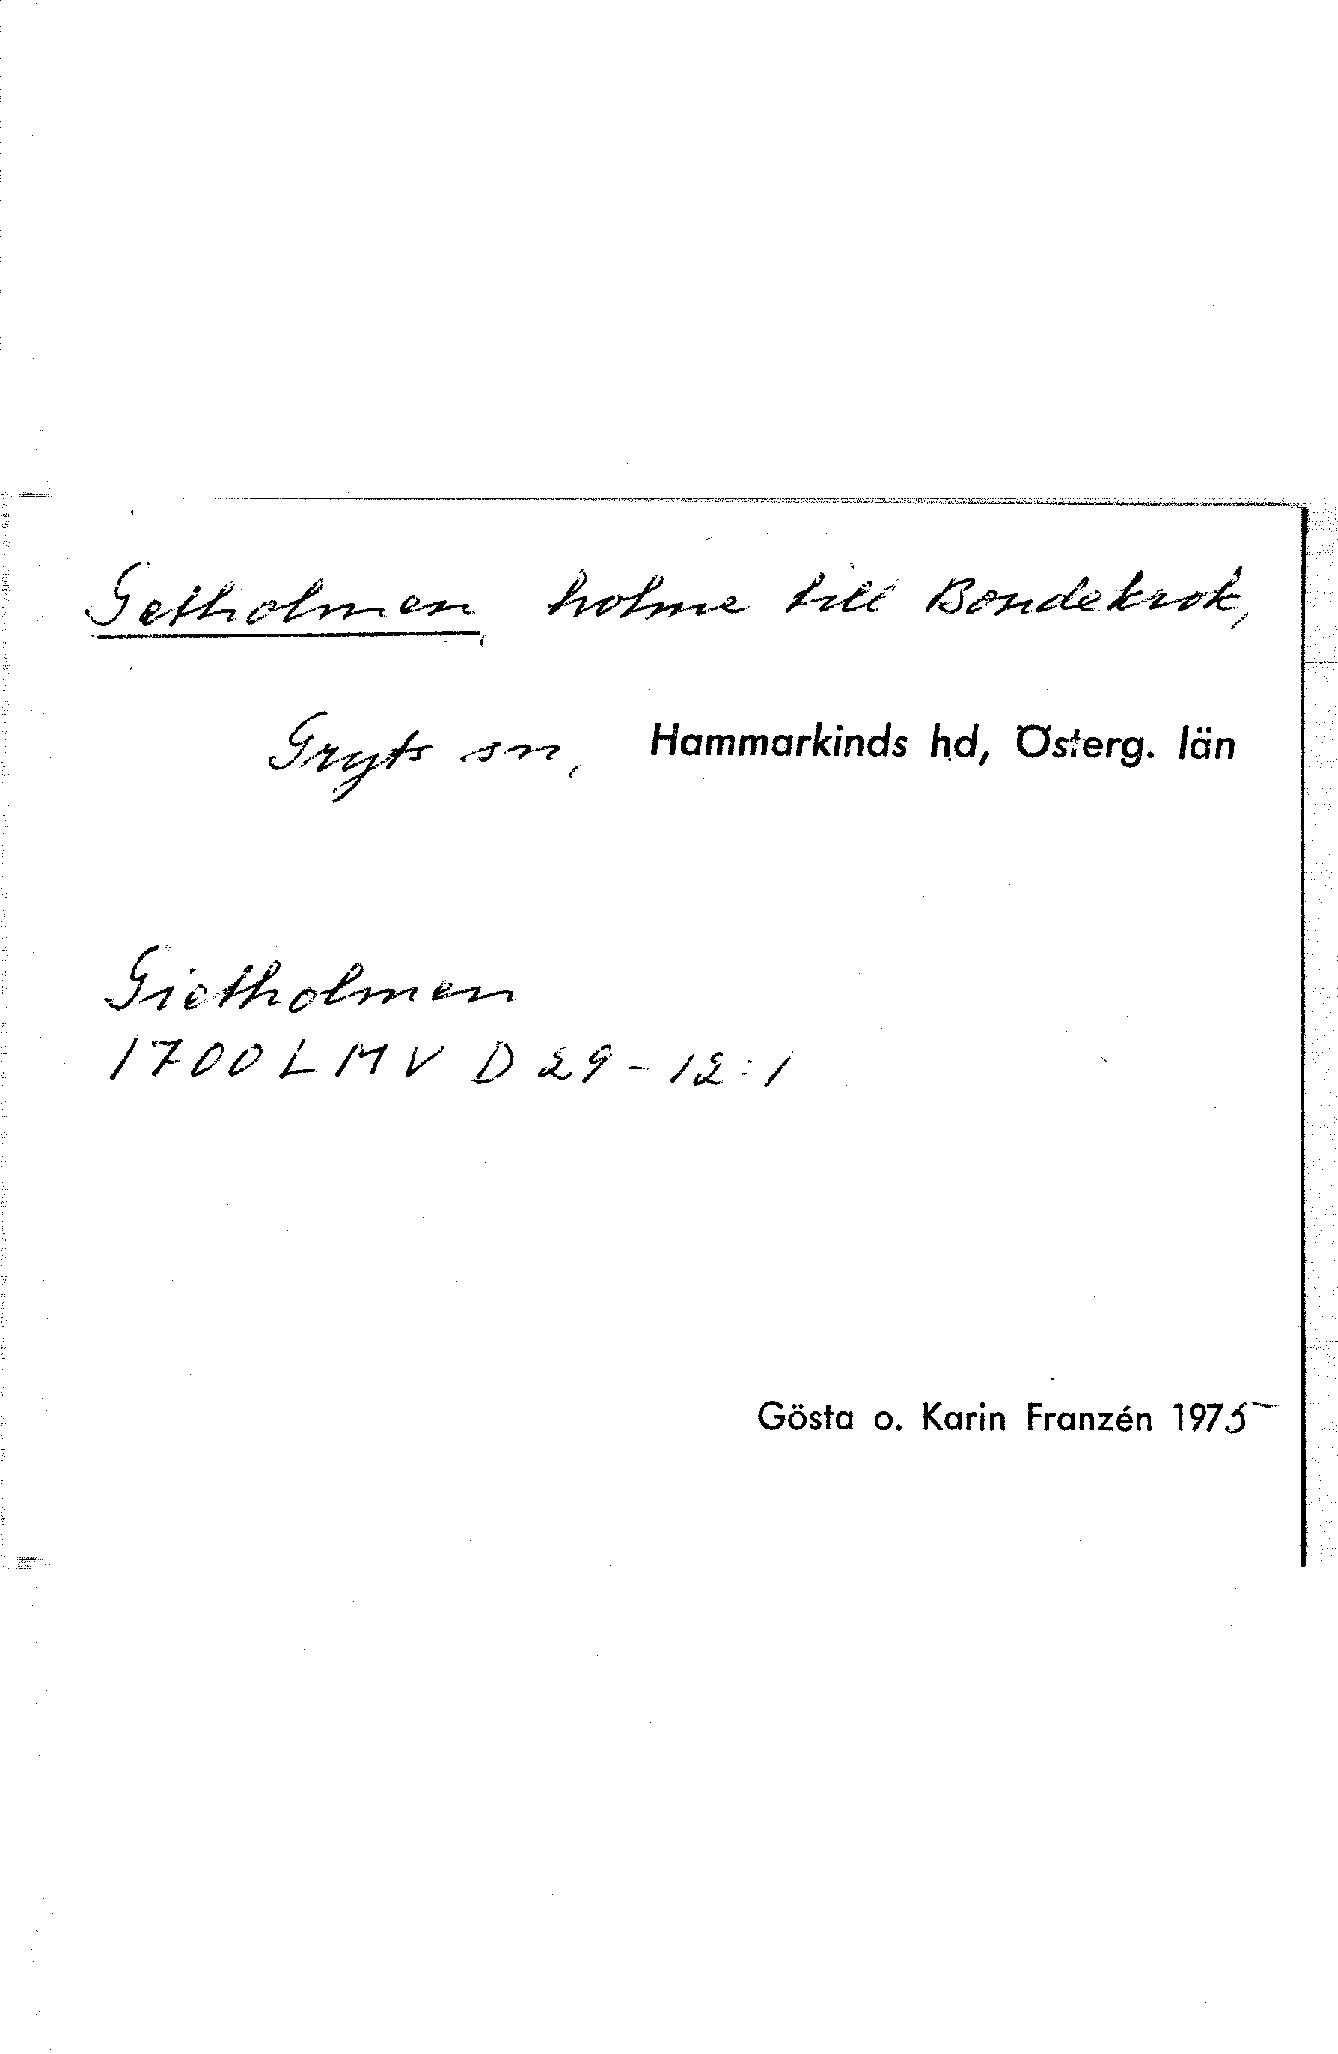 Getholmen, holme till Bondekrok,
Gryts sn, Hammarkinds hd, Österg. län
Gietholmen
1700 LMV D 29-12:1
Gösta o. Karin Franzén 1975